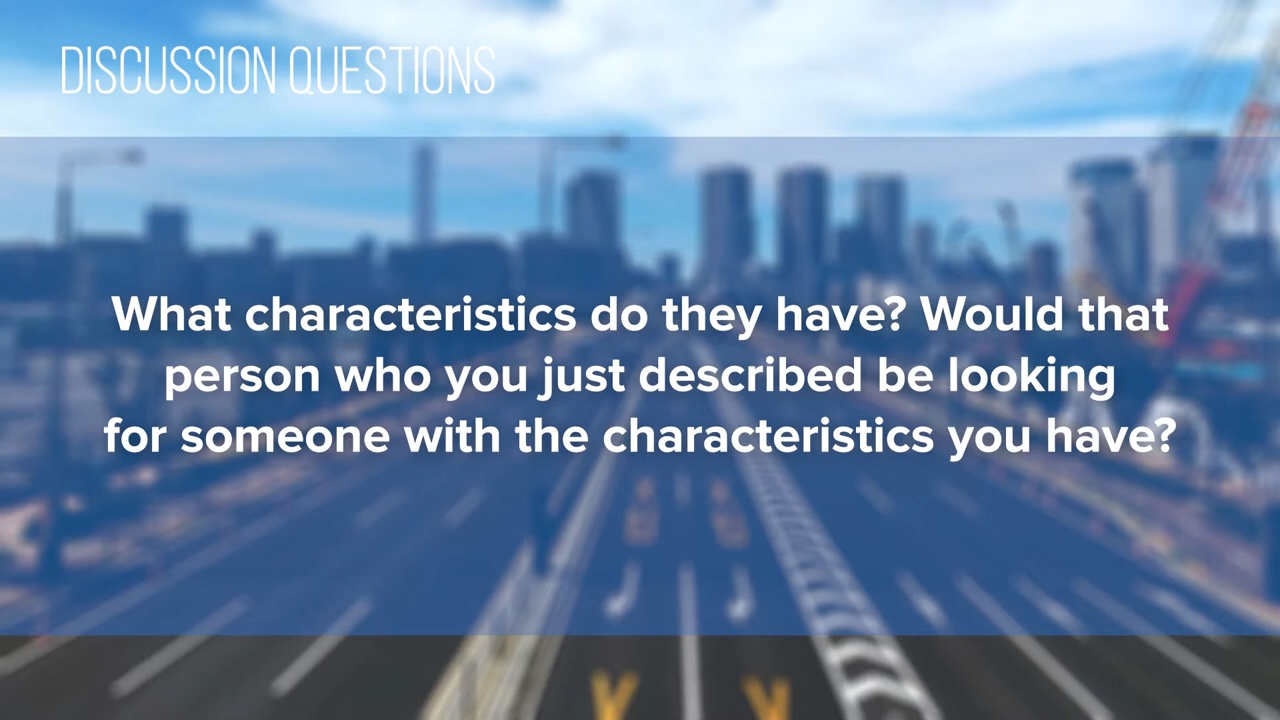 DISCUSSION QUESTIONS
What characteristics do they have? Would that
person who you just described be looking
for someone with the characteristics you have?